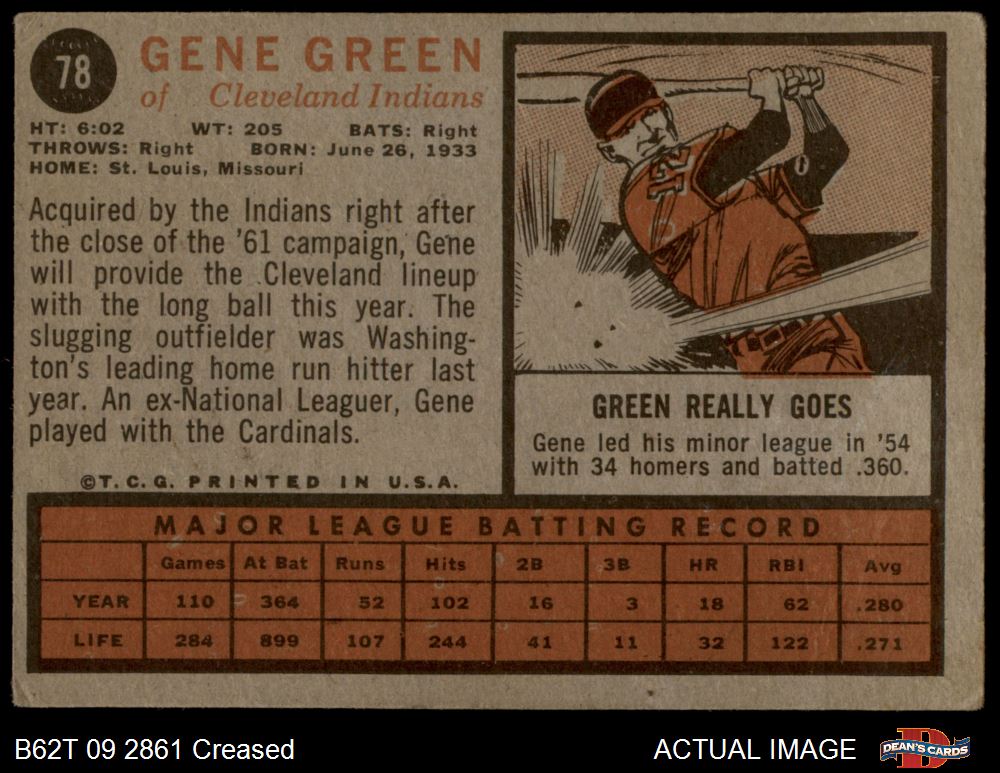 78
GENE GREEN
of Cleveland Indians
HT: 6:02 WT: 205 BATS: Right
THROWS: Right BORN: June 26, 1933
HOME: St. Louis, Missouri
Acquired by the Indians right after
the close of the '61 campaign, Gene
will provide the Cleveland lineup
with the long ball this year. The
slugging outfielder was Washing-
ton's leading home run hitter last
year. An ex-National Leaguer, Gene
played with the Cardinals.
©T.C.G. PRINTED IN U.S.A.
12
GREEN REALLY GOES
Gene led his minor league in '54
with 34 homers and batted .360.
MAJOR LEAGUE BATTING RECORD
Games At Bat Runs Hits 2B 3B HR RBI Avg
YEAR 110 364 52 102 16 3 18 62 .280
LIFE 284 899 107 244 41 11 32 122 .271
B62T 09 2861 Creased ACTUAL IMAGE
DEAN'S CARDS